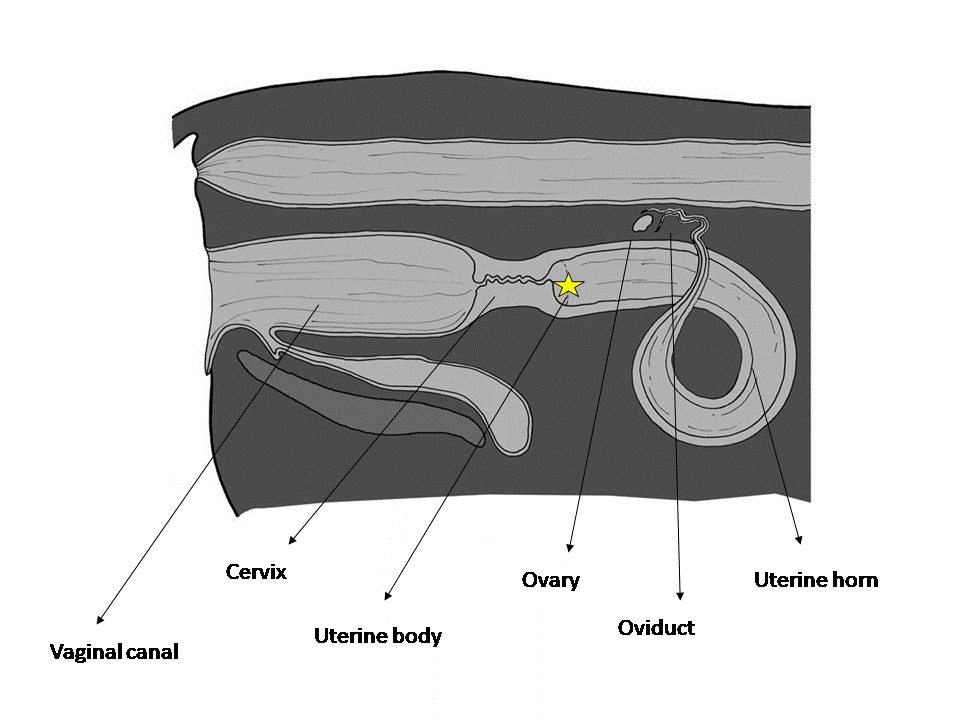 Cervix
Ovary
Uterine horn
Uterine body
Oviduct
Vaginal canal